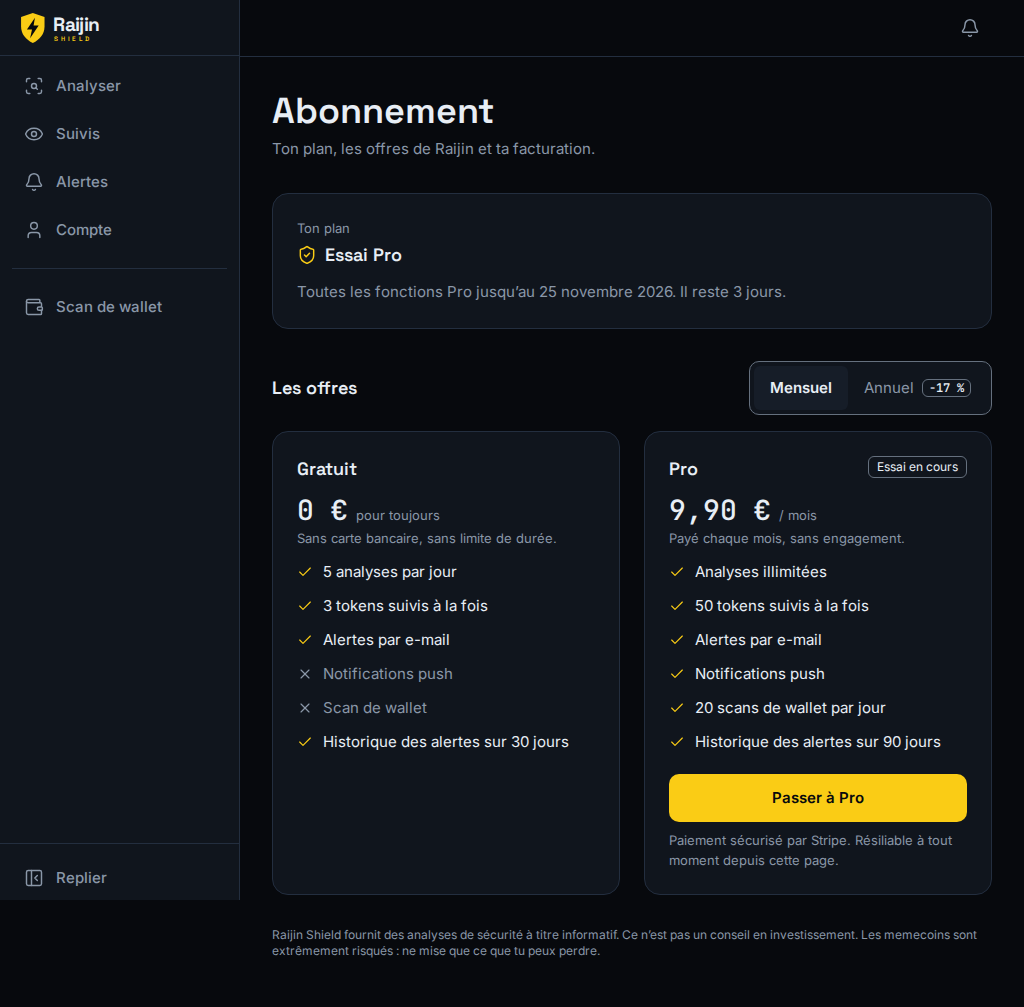 Raijin
SHIELD
Analyser
Suivis
Alertes
Compte
Scan de wallet
Replier
Abonnement
Ton plan, les offres de Raijin et ta facturation.
Ton plan
Essai Pro
Toutes les fonctions Pro jusqu’au 25 novembre 2026. Il reste 3 jours.
Les offres
Mensuel
Annuel -17 %
Gratuit
0 € pour toujours
Sans carte bancaire, sans limite de durée.
5 analyses par jour
3 tokens suivis à la fois
Alertes par e-mail
Notifications push
Scan de wallet
Historique des alertes sur 30 jours
Pro
Essai en cours
9,90 € / mois
Payé chaque mois, sans engagement.
Analyses illimitées
50 tokens suivis à la fois
Alertes par e-mail
Notifications push
20 scans de wallet par jour
Historique des alertes sur 90 jours
Passer à Pro
Paiement sécurisé par Stripe. Résiliable à tout
moment depuis cette page.
Raijin Shield fournit des analyses de sécurité à titre informatif. Ce n’est pas un conseil en investissement. Les memecoins sont
extrêmement risqués : ne mise que ce que tu peux perdre.